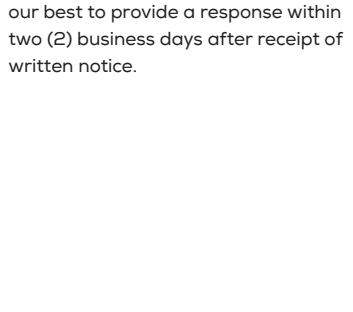 our best to provide a response within
two (2) business days after receipt of
written notice.